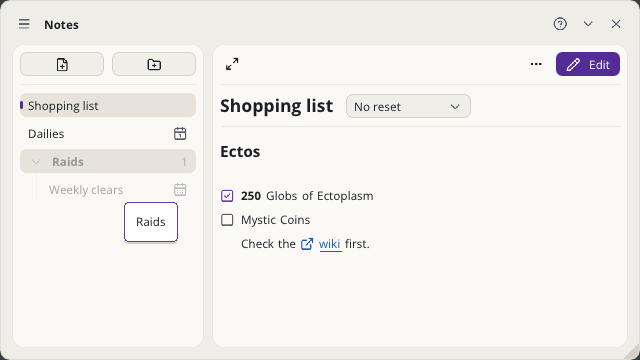 Notes
Edit
Shopping list
Dailies
Raids 1
Weekly clears
Raids
Shopping list
No reset
Ectos
250 Globs of Ectoplasm
Mystic Coins
Check the wiki first.